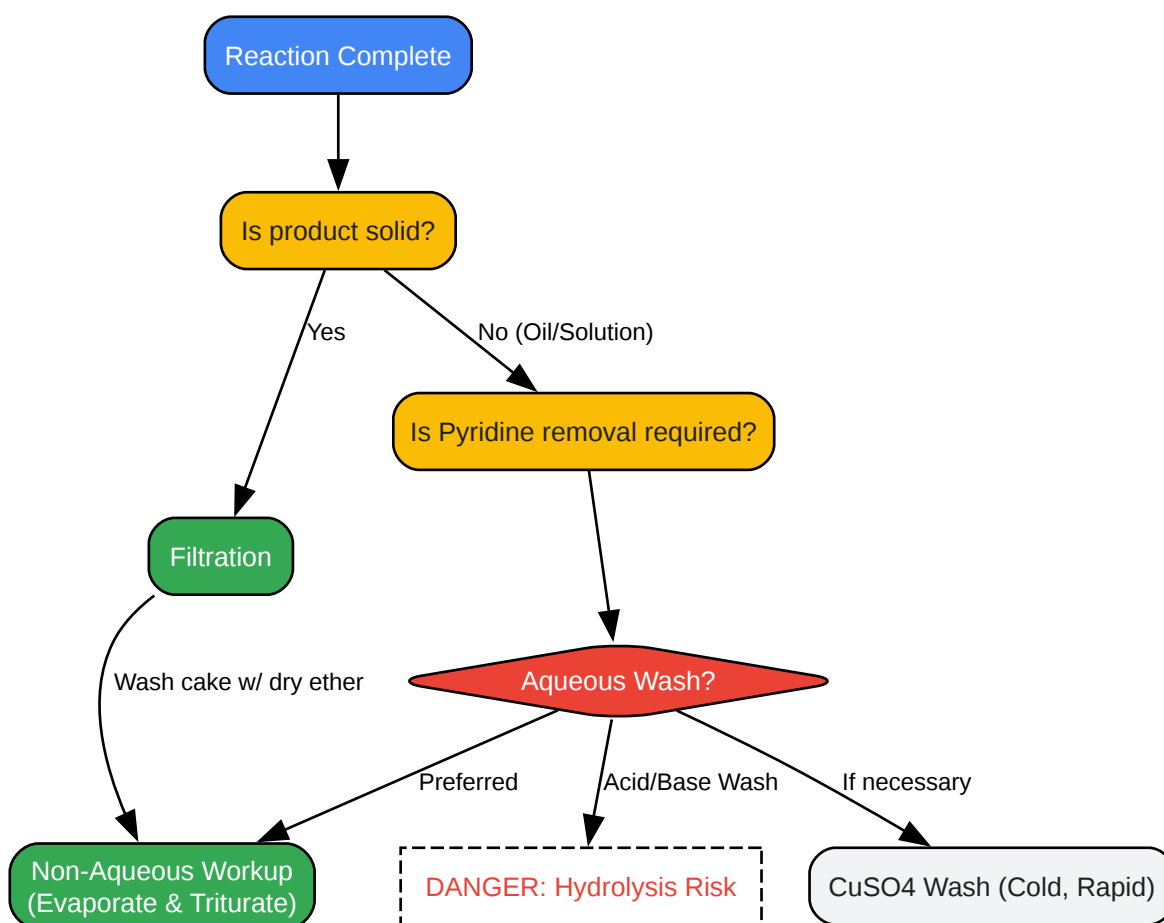 Reaction Complete
Is product solid?
Yes
No (Oil/Solution)
Is Pyridine removal required?
Filtration
Wash cake w/ dry ether
Aqueous Wash?
Preferred
Acid/Base Wash
If necessary
Non-Aqueous Workup
(Evaporate & Triturate)
DANGER: Hydrolysis Risk
CuSO4 Wash (Cold, Rapid)